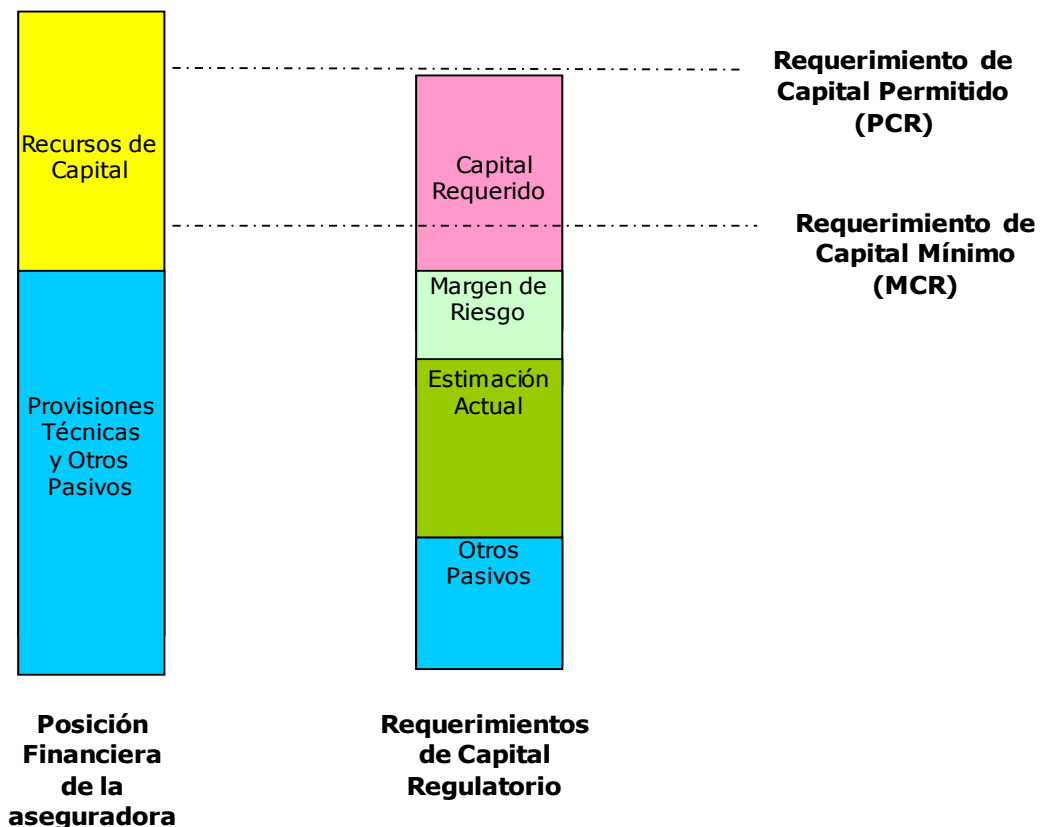 Requerimiento de
Capital Permitido
(PCR)
Recursos de
Capital
Capital
Requerido
Requerimiento de
Capital Mínimo
(MCR)
Margen de
Riesgo
Estimación
Actual
Provisiones
Técnicas
y Otros
Pasivos
Otros
Pasivos
Posición
Financiera
de la
aseguradora
Requerimientos
de Capital
Regulatorio